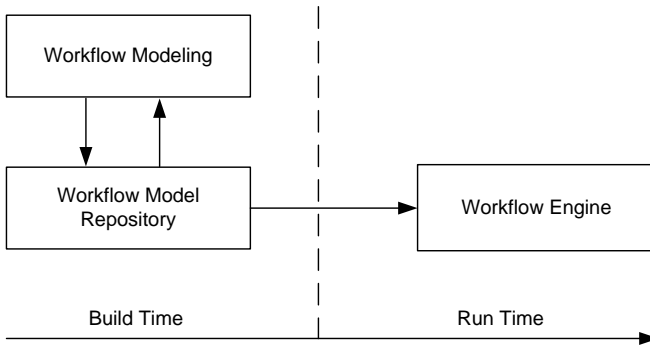 Workflow Modeling
Workflow Model
Repository
Workflow Engine
Build Time
Run Time